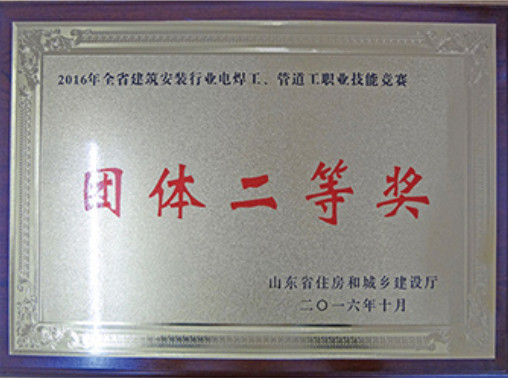 2016年全省建筑安装行业电焊工、管道工职业技能竞赛
团体二等奖
山东省住房和城乡建设厅
二〇一六年十月